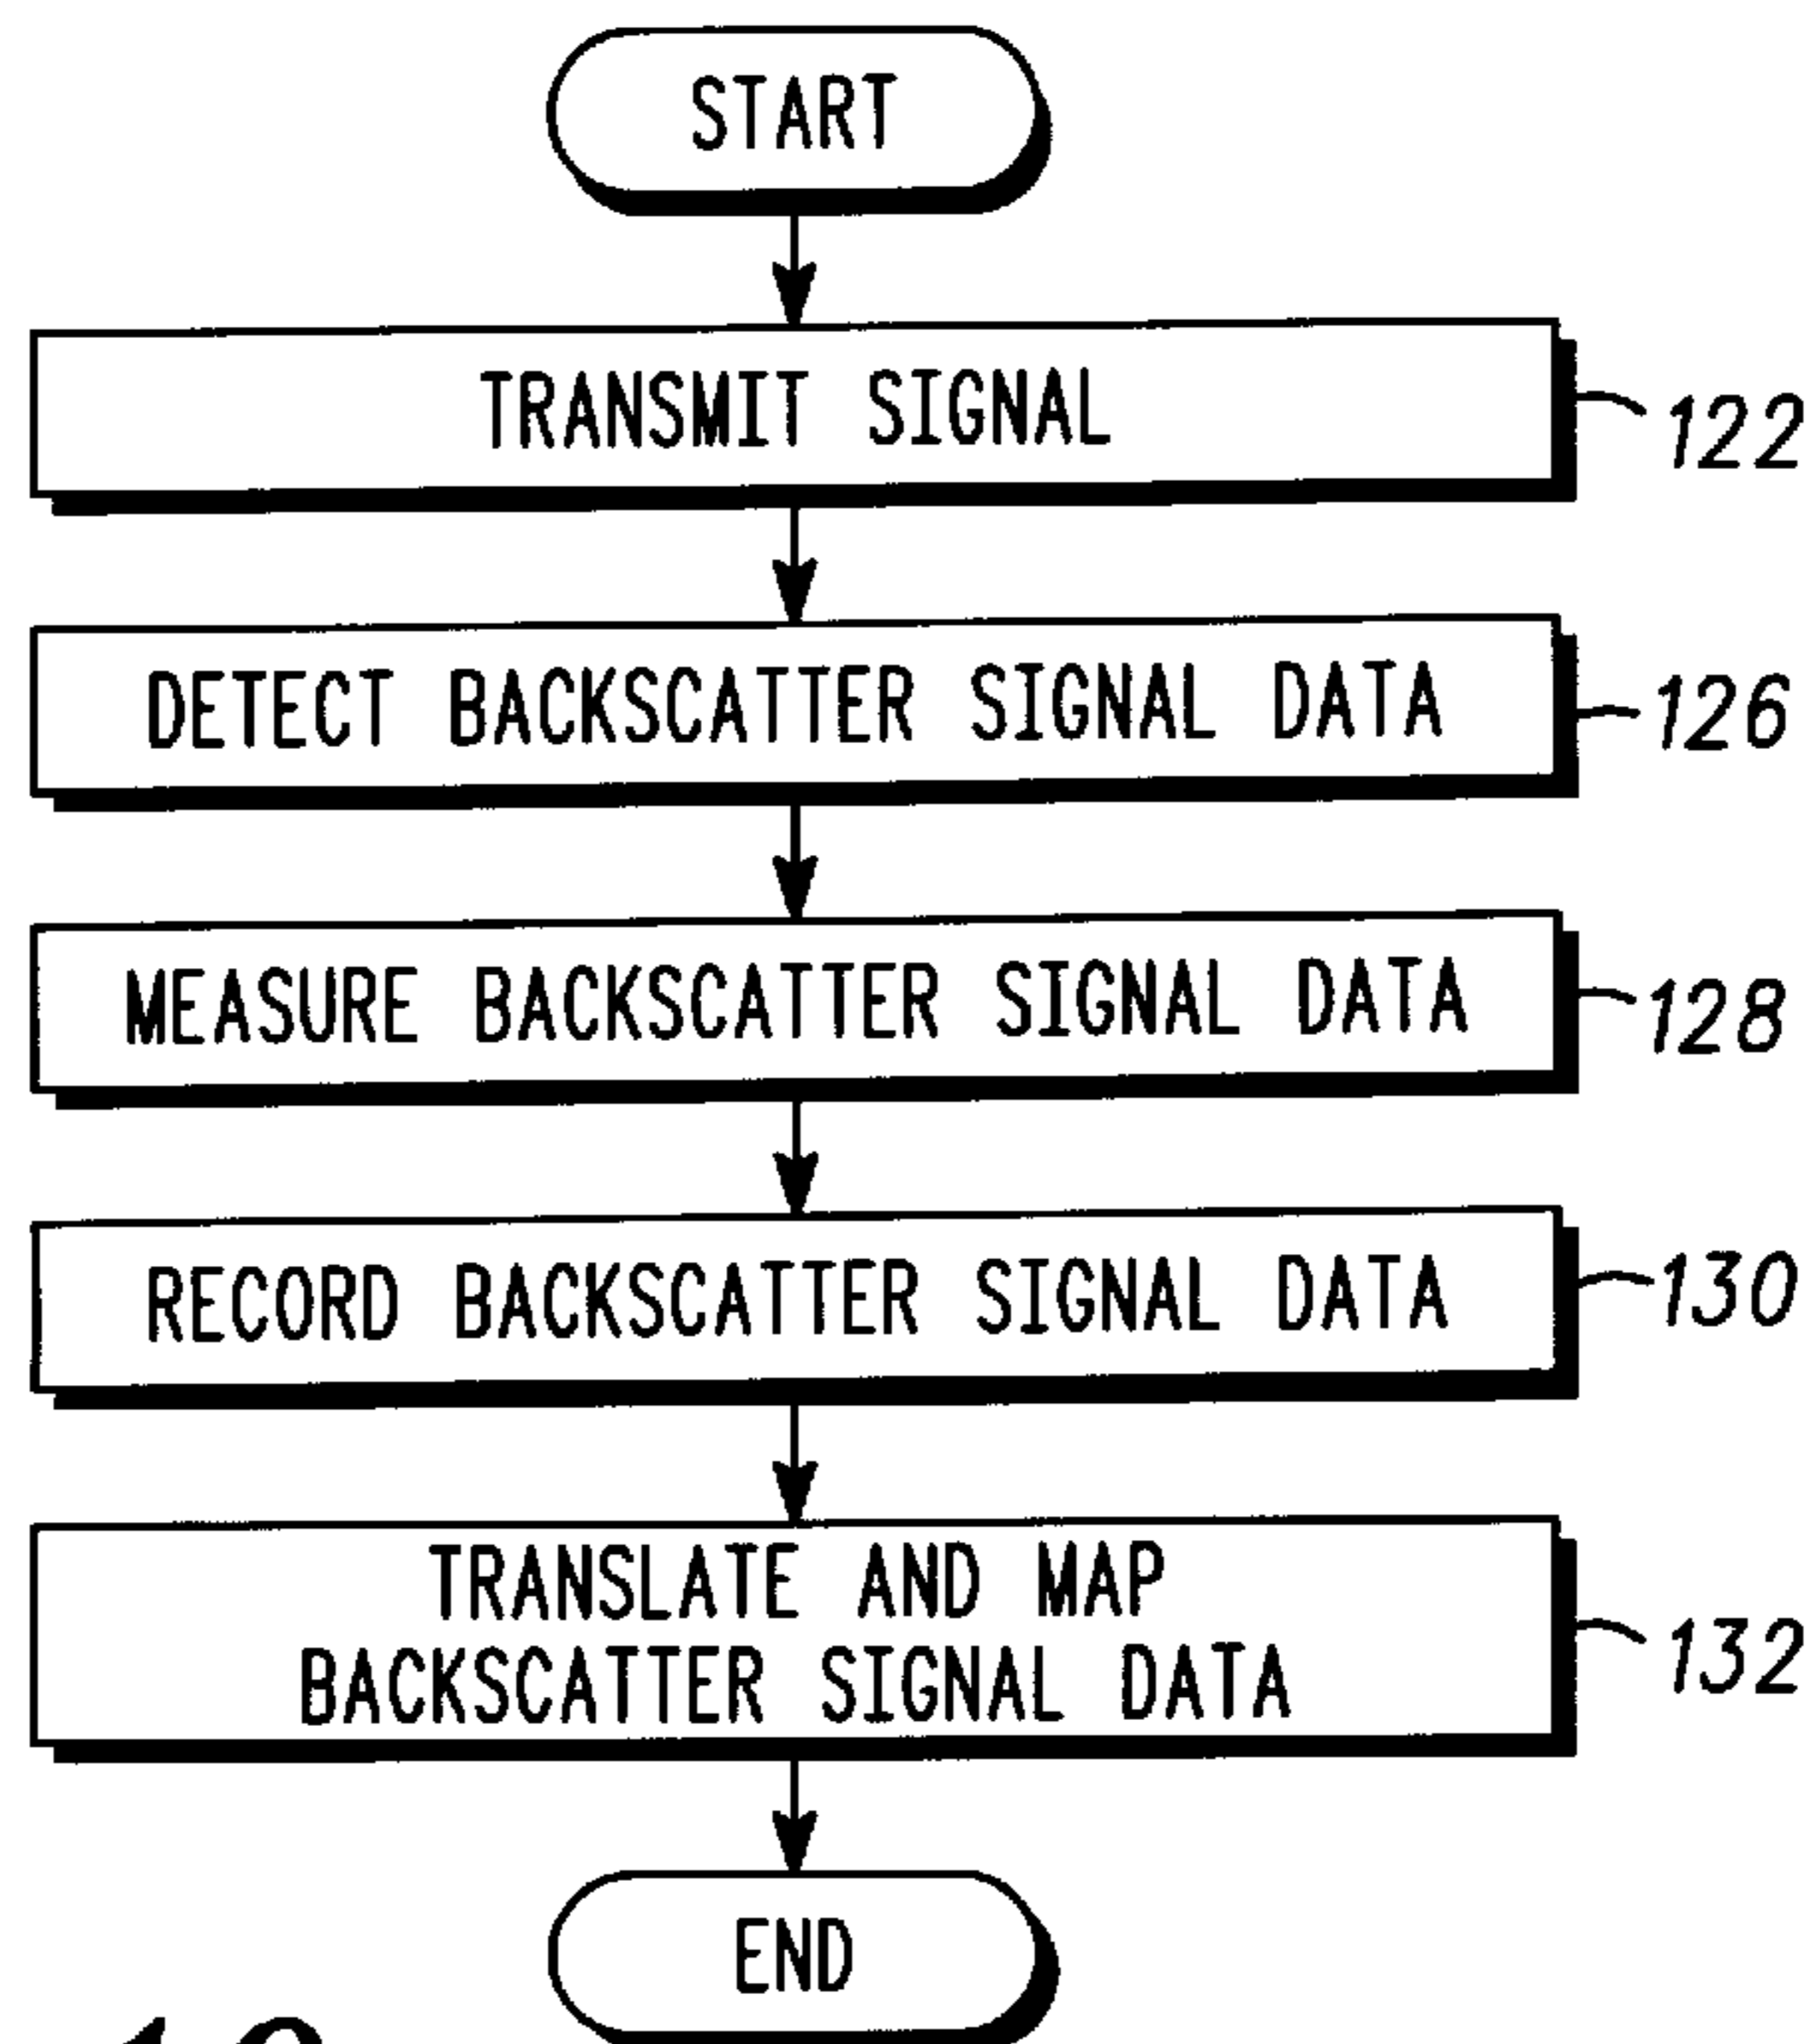 START
TRANSMIT SIGNAL
122
DETECT BACKSCATTER SIGNAL DATA
126
MEASURE BACKSCATTER SIGNAL DATA
128
RECORD BACKSCATTER SIGNAL DATA
130
TRANSLATE AND MAP
BACKSCATTER SIGNAL DATA
132
END